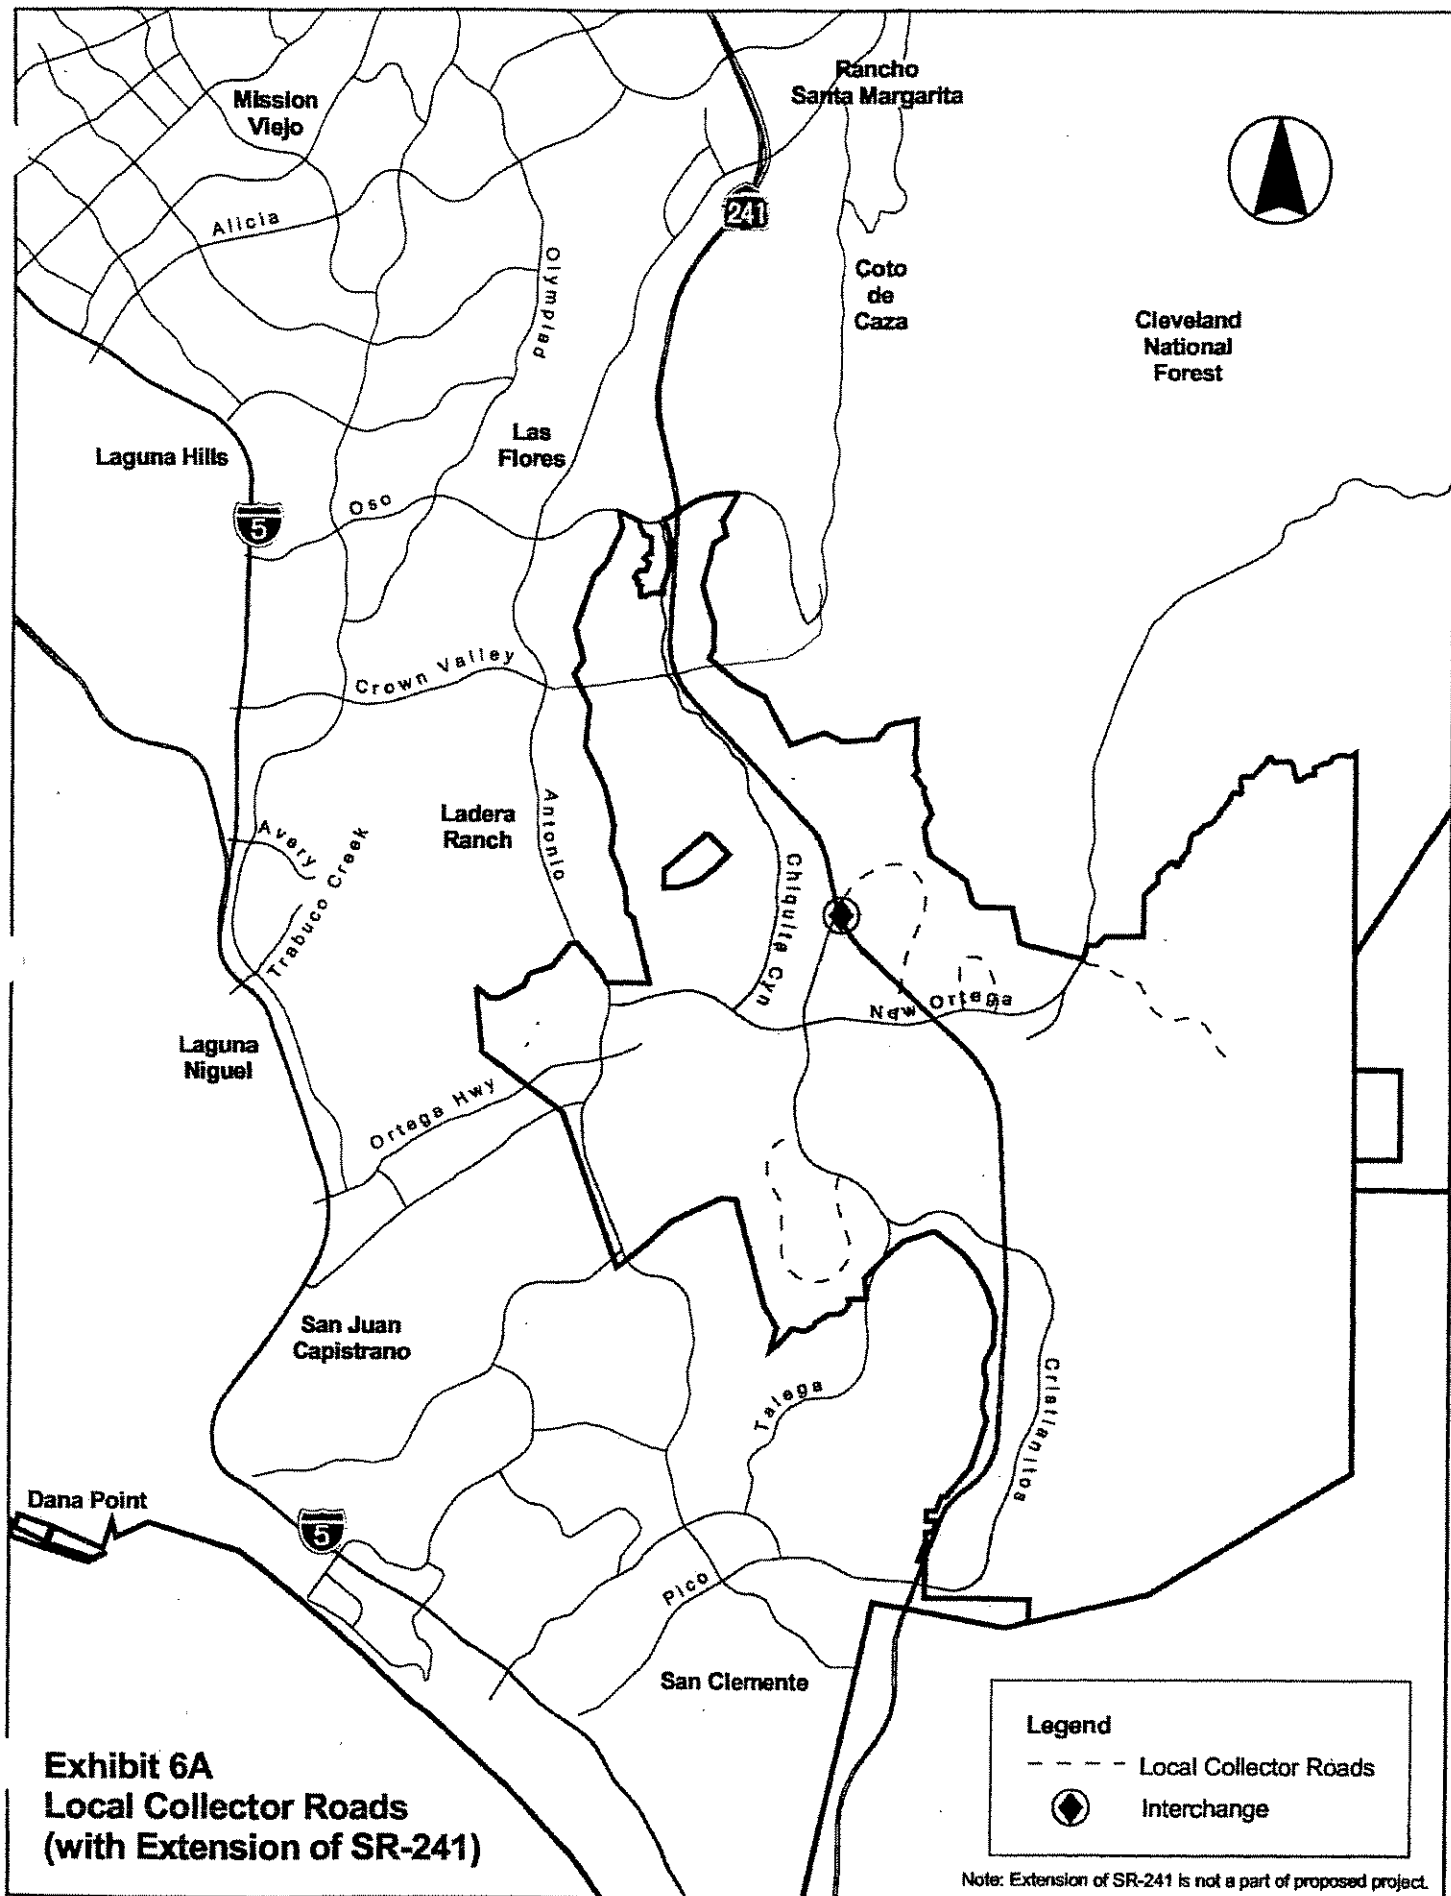 Rancho
Santa Margarita
Mission
Viejo
241
Alicia
Olympiad
Coto
de
Caza
Cleveland
National
Forest
Las
Flores
Laguna Hills
Oso
5
Crown Valley
Ladera
Ranch
Antonio
Avery
Trabuco Creek
Chiquita Cyn
New Ortega
Laguna
Niguel
Ortega Hwy
San Juan
Capistrano
Talega
Cristianitos
Dana Point
5
Pico
San Clemente
Exhibit 6A
Local Collector Roads
(with Extension of SR-241)
Legend
Local Collector Roads
Interchange
Note: Extension of SR-241 is not a part of proposed project.